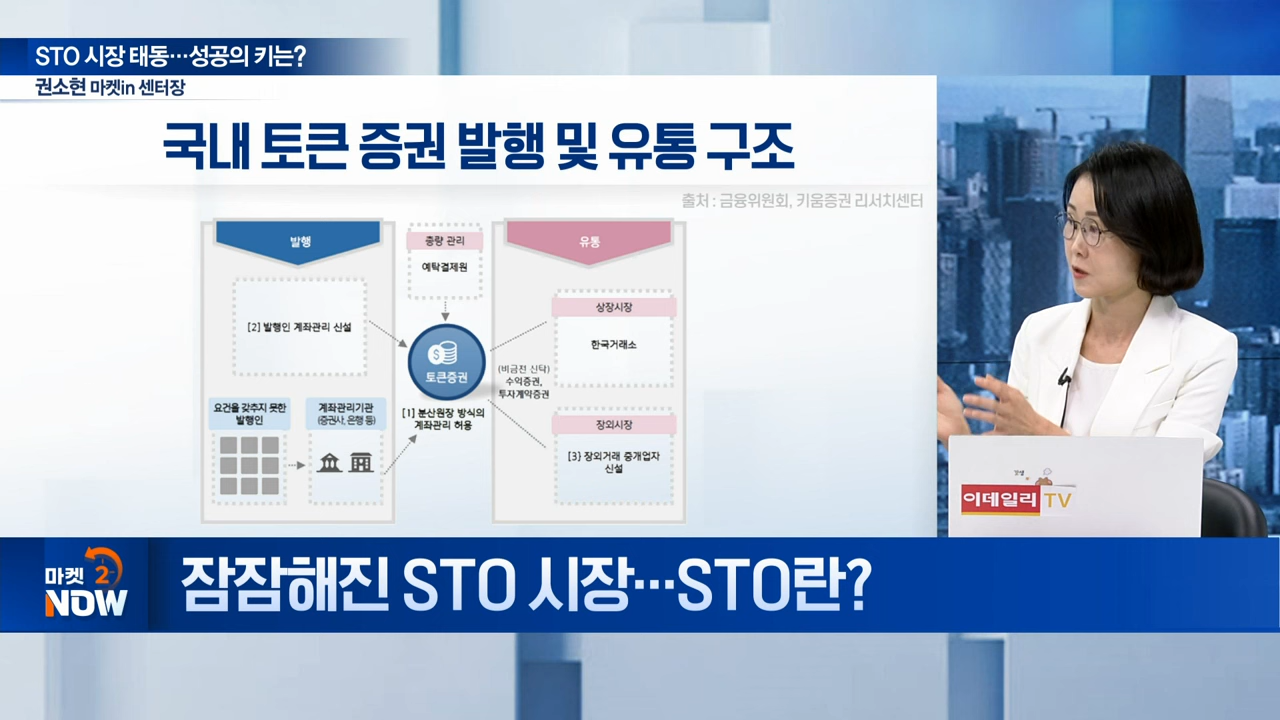 STO 시장 태동…성공의 키는?
권소현 마켓in 센터장
국내 토큰 증권 발행 및 유통 구조
출처 : 금융위원회, 키움증권 리서치센터
발행
총량 관리
예탁결제원
유통
[2] 발행인 계좌관리 신설
상장시장
한국거래소
토큰증권
(비금전 신탁)
수익증권,
투자계약증권
[1] 분산원장 방식의
계좌관리 허용
요건을 갖추지 못한
발행인
계좌관리기관
(증권사, 은행 등)
장외시장
[3} 장외거래 중개업자
신설
이데일리 TV
마켓 2
NOW
잠잠해진 STO 시장…STO란?